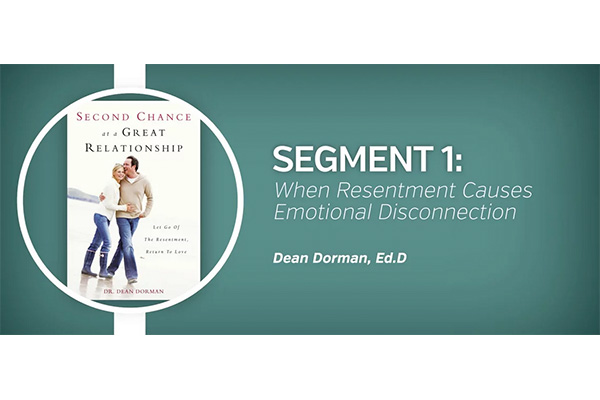 SECOND CHANCE
at a GREAT
RELATIONSHIP
Let Go Of
The Resentment,
Return To Love
DR. DEAN DORMAN
SEGMENT 1:
When Resentment Causes
Emotional Disconnection
Dean Dorman, Ed.D